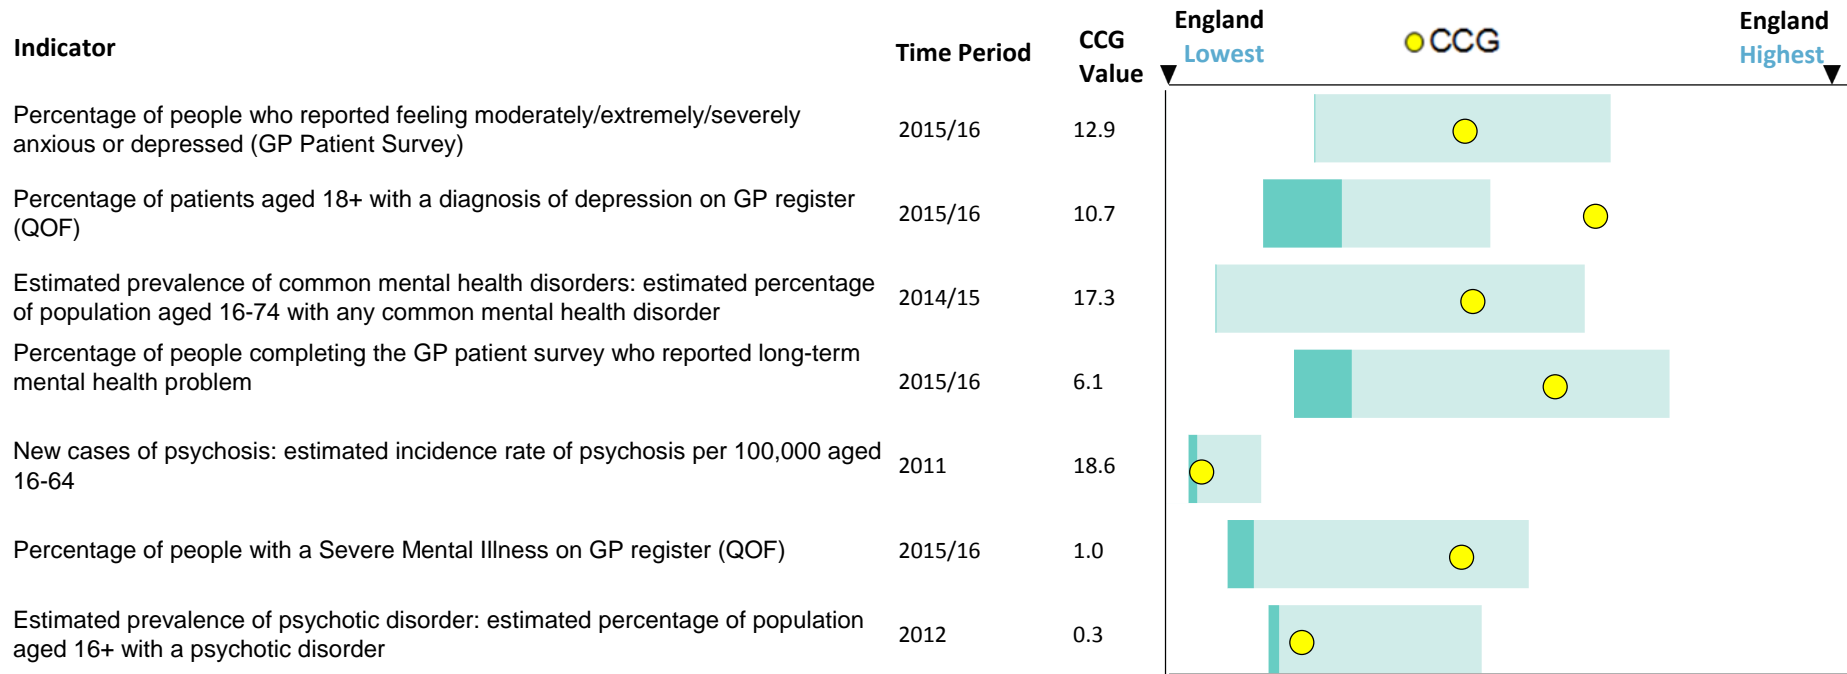 Indicator
Time Period
CCG
Value
England
Lowest
CCG
England
Highest
Percentage of people who reported feeling moderately/extremely/severely
anxious or depressed (GP Patient Survey)
2015/16
12.9
Percentage of patients aged 18+ with a diagnosis of depression on GP register
(QOF)
2015/16
10.7
Estimated prevalence of common mental health disorders: estimated percentage
of population aged 16-74 with any common mental health disorder
2014/15
17.3
Percentage of people completing the GP patient survey who reported long-term
mental health problem
2015/16
6.1
New cases of psychosis: estimated incidence rate of psychosis per 100,000 aged
16-64
2011
18.6
Percentage of people with a Severe Mental Illness on GP register (QOF)
2015/16
1.0
Estimated prevalence of psychotic disorder: estimated percentage of population
aged 16+ with a psychotic disorder
2012
0.3